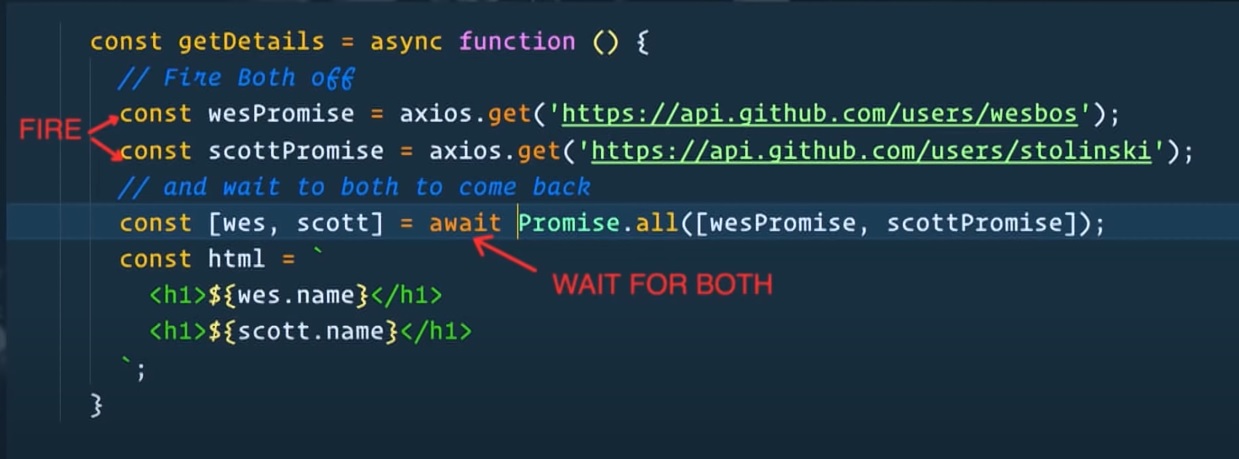 const getDetails = async function () {
// Fire Both off
const wesPromise = axios.get('https://api.github.com/users/wesbos');
FIRE
const scottPromise = axios.get('https://api.github.com/users/stolinski');
// and wait to both to come back
const [wes, scott] = await Promise.all([wesPromise, scottPromise]);
const html = `
WAIT FOR BOTH
<h1>${wes.name}</h1>
<h1>${scott.name}</h1>
`;
}